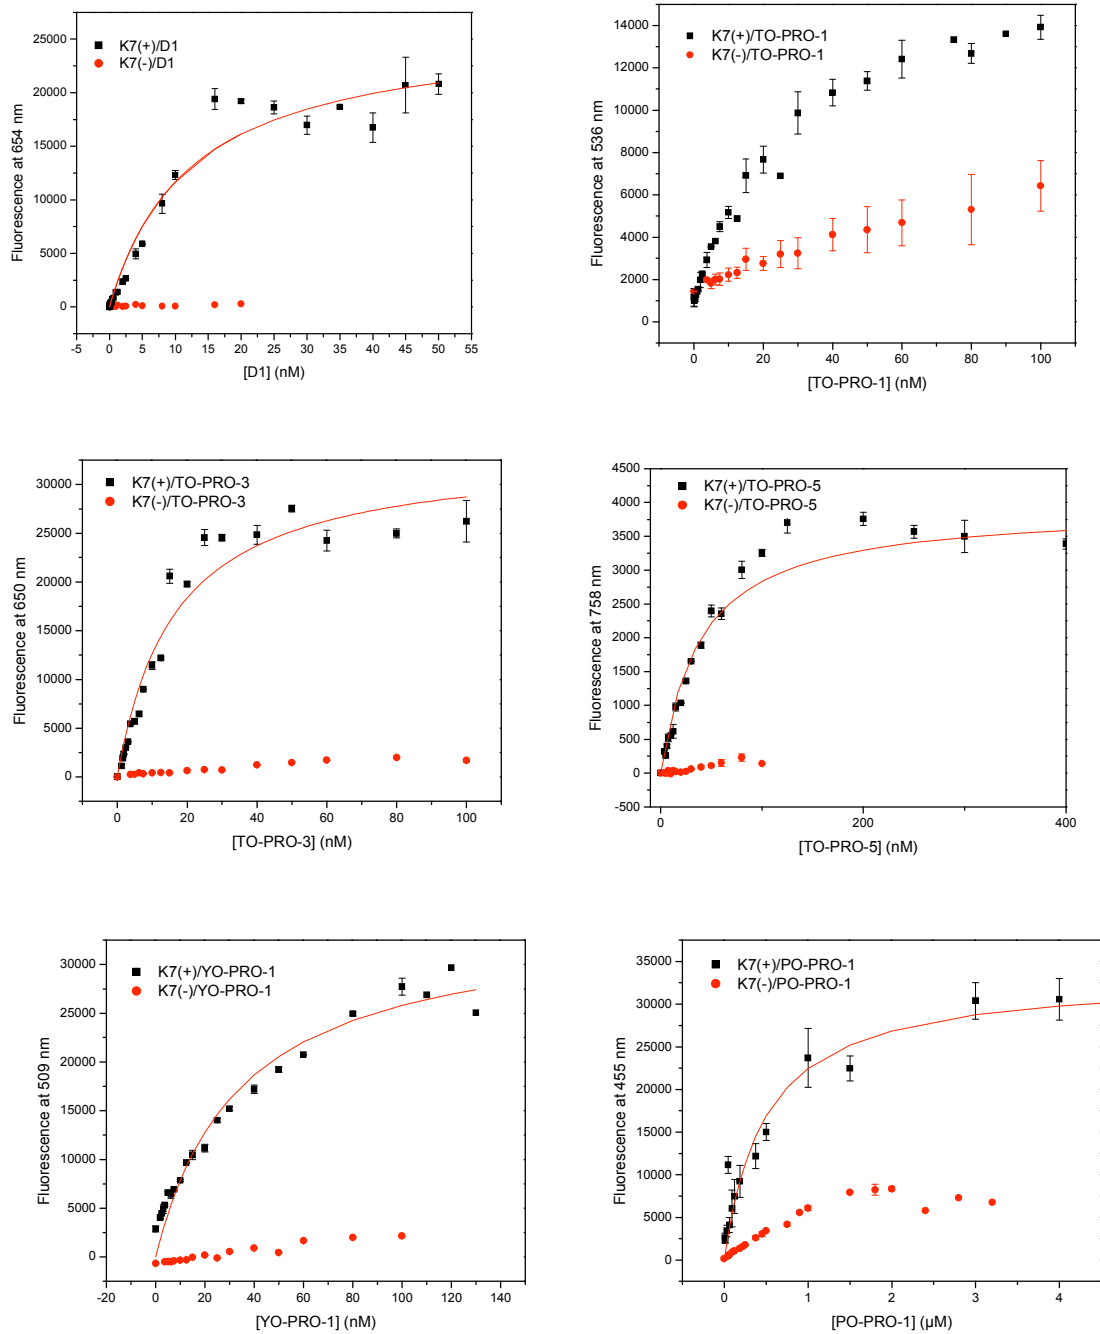 K7(+)/D1
K7(-)/D1
25000
20000
15000
10000
5000
0
-5 0 5 10 15 20 25 30 35 40 45 50 55
Fluorescence at 654 nm
[D1] (nM)
K7(+)/TO-PRO-1
K7(-)/TO-PRO-1
14000
12000
10000
8000
6000
4000
2000
0
0 20 40 60 80 100
Fluorescence at 536 nm
[TO-PRO-1] (nM)
K7(+)/TO-PRO-3
K7(-)/TO-PRO-3
30000
25000
20000
15000
10000
5000
0
0 20 40 60 80 100
Fluorescence at 650 nm
[TO-PRO-3] (nM)
K7(+)/TO-PRO-5
K7(-)/TO-PRO-5
4500
4000
3500
3000
2500
2000
1500
1000
500
0
-500
0 200 400
Fluorescence at 758 nm
[TO-PRO-5] (nM)
K7(+)/YO-PRO-1
K7(-)/YO-PRO-1
30000
25000
20000
15000
10000
5000
0
-20 0 20 40 60 80 100 120 140
Fluorescence at 509 nm
[YO-PRO-1] (nM)
K7(+)/PO-PRO-1
K7(-)/PO-PRO-1
35000
30000
25000
20000
15000
10000
5000
0
0 1 2 3 4
Fluorescence at 455 nm
[PO-PRO-1] (µM)